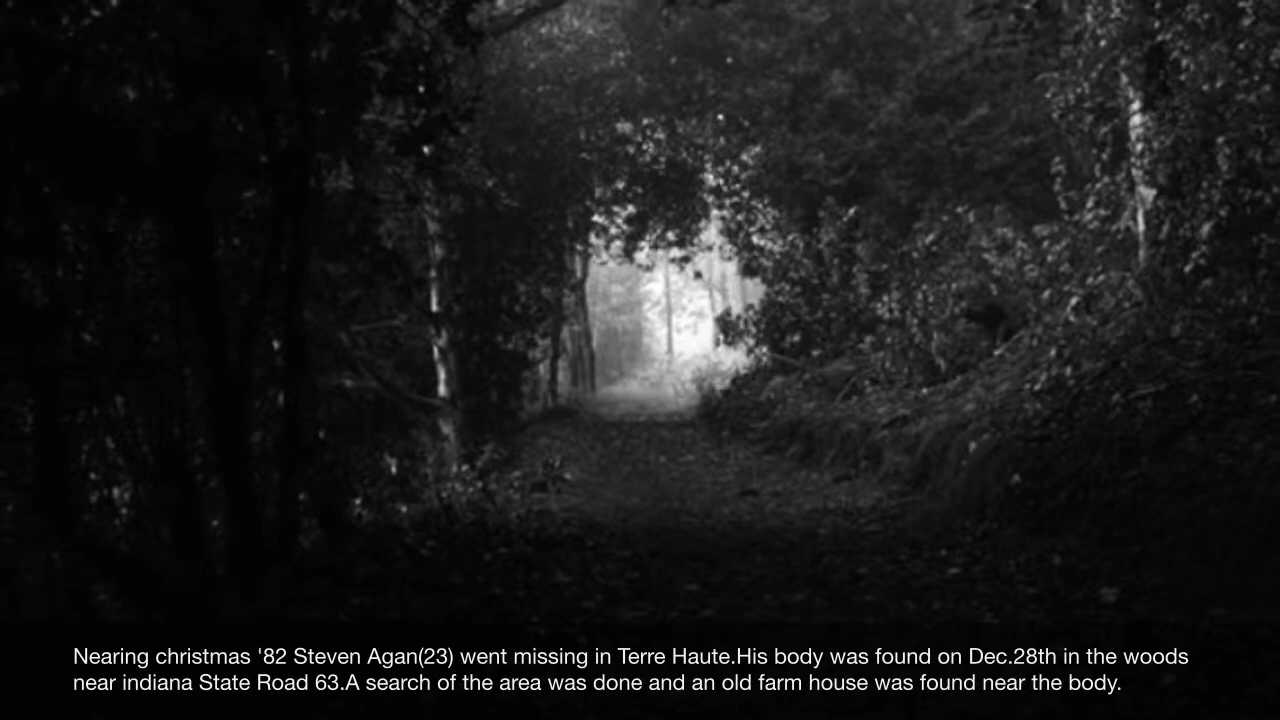 Nearing christmas '82 Steven Agan(23) went missing in Terre Haute.His body was found on Dec.28th in the woods
near indiana State Road 63.A search of the area was done and an old farm house was found near the body.